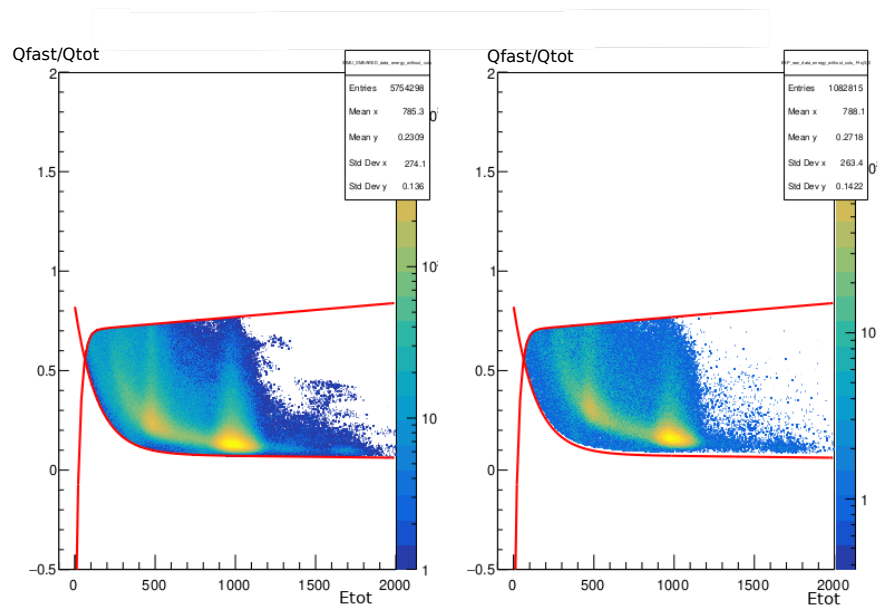 Qfast/Qtot
Entries 5754298
Mean x 785.3
Mean y 0.2309
Std Dev x 274.1
Std Dev y 0.136
2
1.5
1
0.5
0
−0.5
0 500 1000 1500 2000
Etot
10
1
Qfast/Qtot
Entries 1082815
Mean x 788.1
Mean y 0.2718
Std Dev x 263.4
Std Dev y 0.1422
2
1.5
1
0.5
0
−0.5
0 500 1000 1500 2000
Etot
10
1